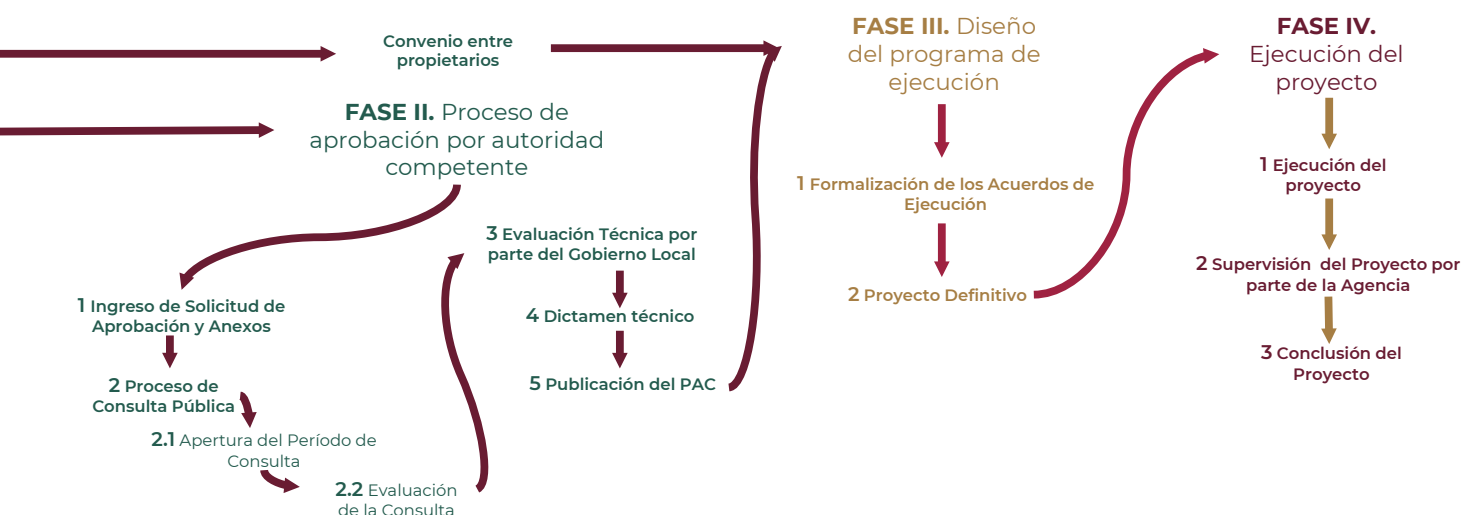 Convenio entre
propietarios
FASE II. Proceso de
aprobación por autoridad
competente
1 Ingreso de Solicitud de
Aprobación y Anexos
2 Proceso de
Consulta Pública
2.1 Apertura del Período de
Consulta
2.2 Evaluación
de la Consulta
3 Evaluación Técnica por
parte del Gobierno Local
4 Dictamen técnico
5 Publicación del PAC
FASE III. Diseño
del programa de
ejecución
1 Formalización de los Acuerdos de
Ejecución
2 Proyecto Definitivo
FASE IV.
Ejecución del
proyecto
1 Ejecución del
proyecto
2 Supervisión del Proyecto por
parte de la Agencia
3 Conclusión del
Proyecto